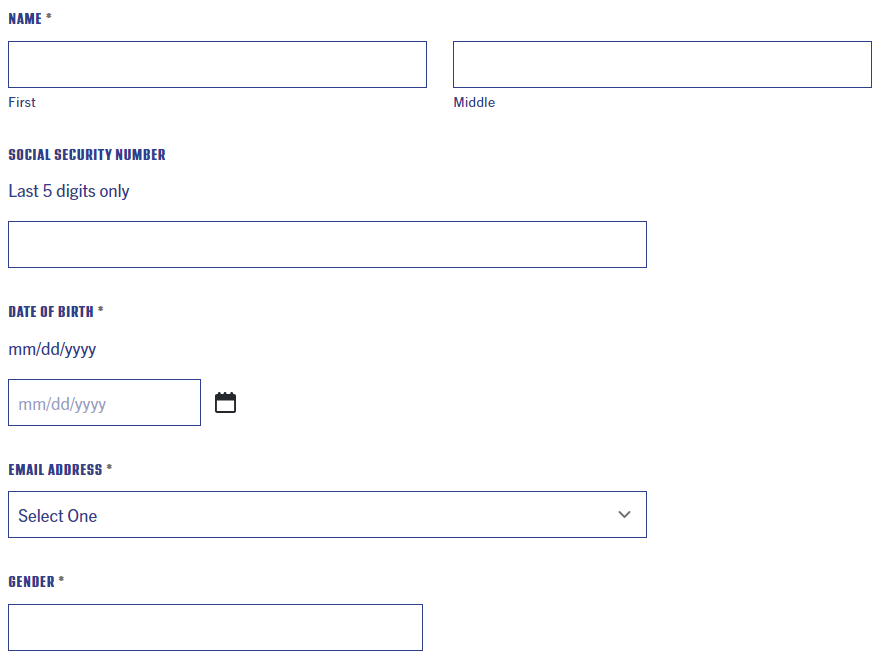 NAME *
First Middle
SOCIAL SECURITY NUMBER
Last 5 digits only
DATE OF BIRTH *
mm/dd/yyyy
mm/dd/yyyy
EMAIL ADDRESS *
Select One
GENDER *